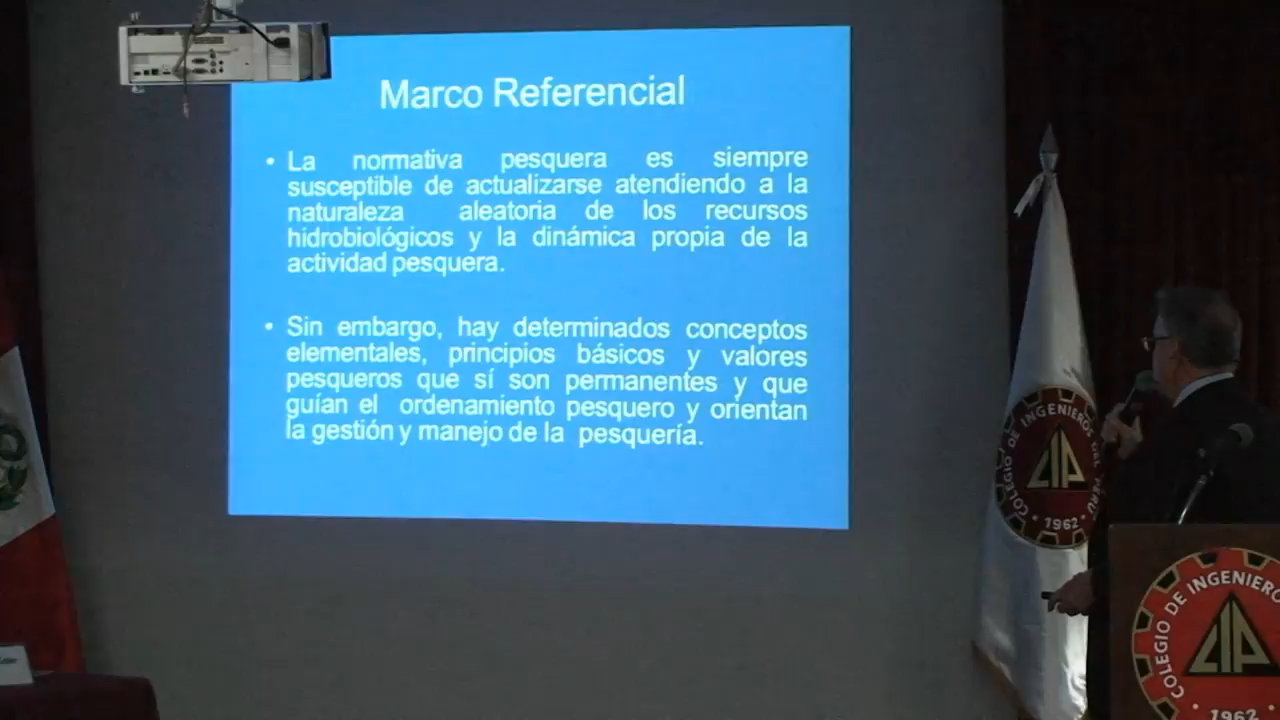 Marco Referencial
• La normativa pesquera es siempre
susceptible de actualizarse atendiendo a la
naturaleza aleatoria de los recursos
hidrobiológicos y la dinámica propia de la
actividad pesquera.
• Sin embargo, hay determinados conceptos
elementales, principios básicos y valores
pesqueros que sí son permanentes y que
guían el ordenamiento pesquero y orientan
la gestión y manejo de la pesquería.
COLEGIO DE INGENIEROS DEL PERU
CIP
• 1962 •
COLEGIO DE INGENIERO
CIP
• 1962